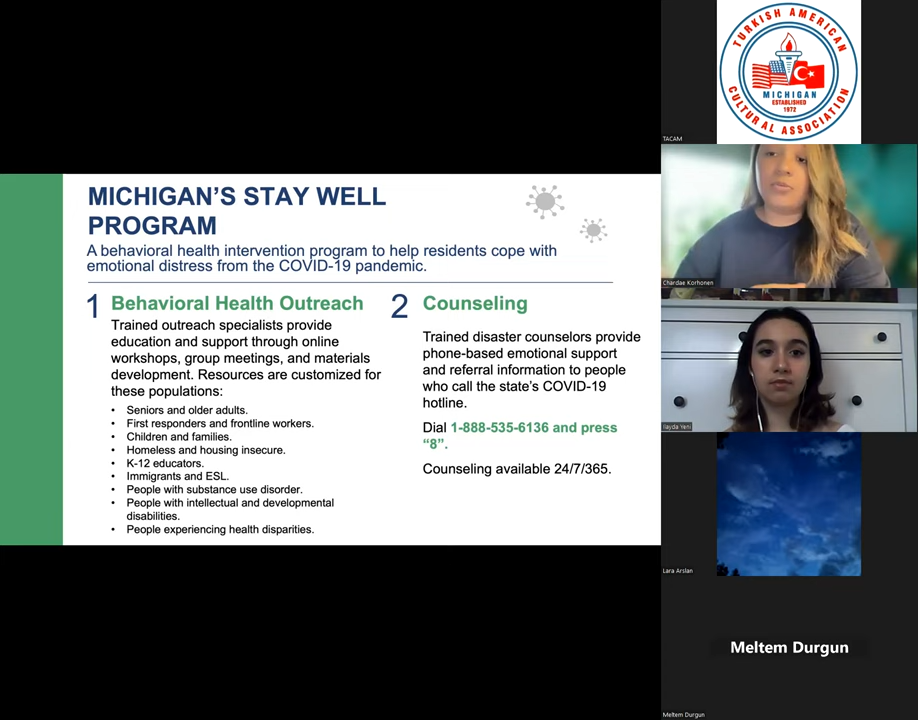 MICHIGAN'S STAY WELL
PROGRAM
A behavioral health intervention program to help residents cope with
emotional distress from the COVID-19 pandemic.
1 Behavioral Health Outreach
Trained outreach specialists provide
education and support through online
workshops, group meetings, and materials
development. Resources are customized for
these populations:
• Seniors and older adults.
• First responders and frontline workers.
• Children and families.
• Homeless and housing insecure.
• K-12 educators.
• Immigrants and ESL.
• People with substance use disorder.
• People with intellectual and developmental
disabilities.
• People experiencing health disparities.
2 Counseling
Trained disaster counselors provide
phone-based emotional support
and referral information to people
who call the state's COVID-19
hotline.
Dial 1-888-535-6136 and press
“8”.
Counseling available 24/7/365.
TURKISH AMERICAN
MICHIGAN
ESTABLISHED
1972
CULTURAL ASSOCIATION
TACAM
Chardae Korhonen
Ilayda Yeni
Lara Arslan
Meltem Durgun
Meltem Durgun